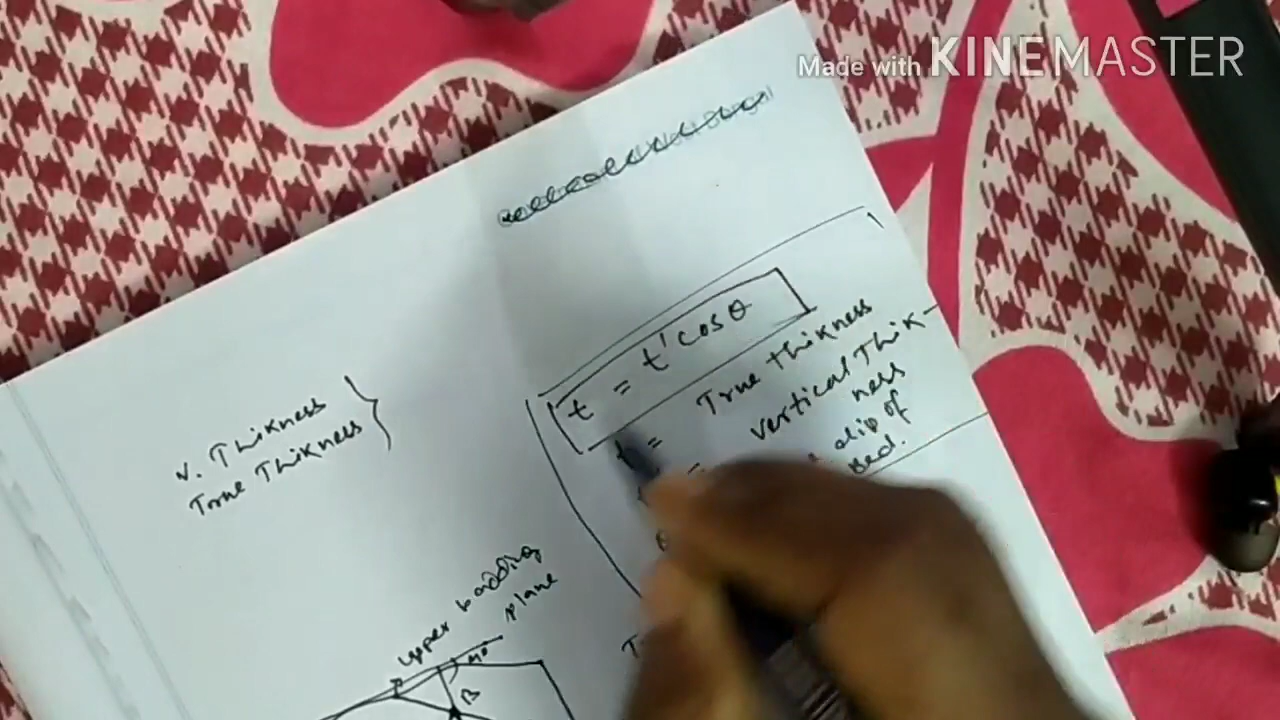 Made with KINEMASTER
t = t' cos θ
t = True thikness
= vertical Thik-
ness
dip of
Bed.
V. Thikness
True Thikness
upper bedding
plane
B